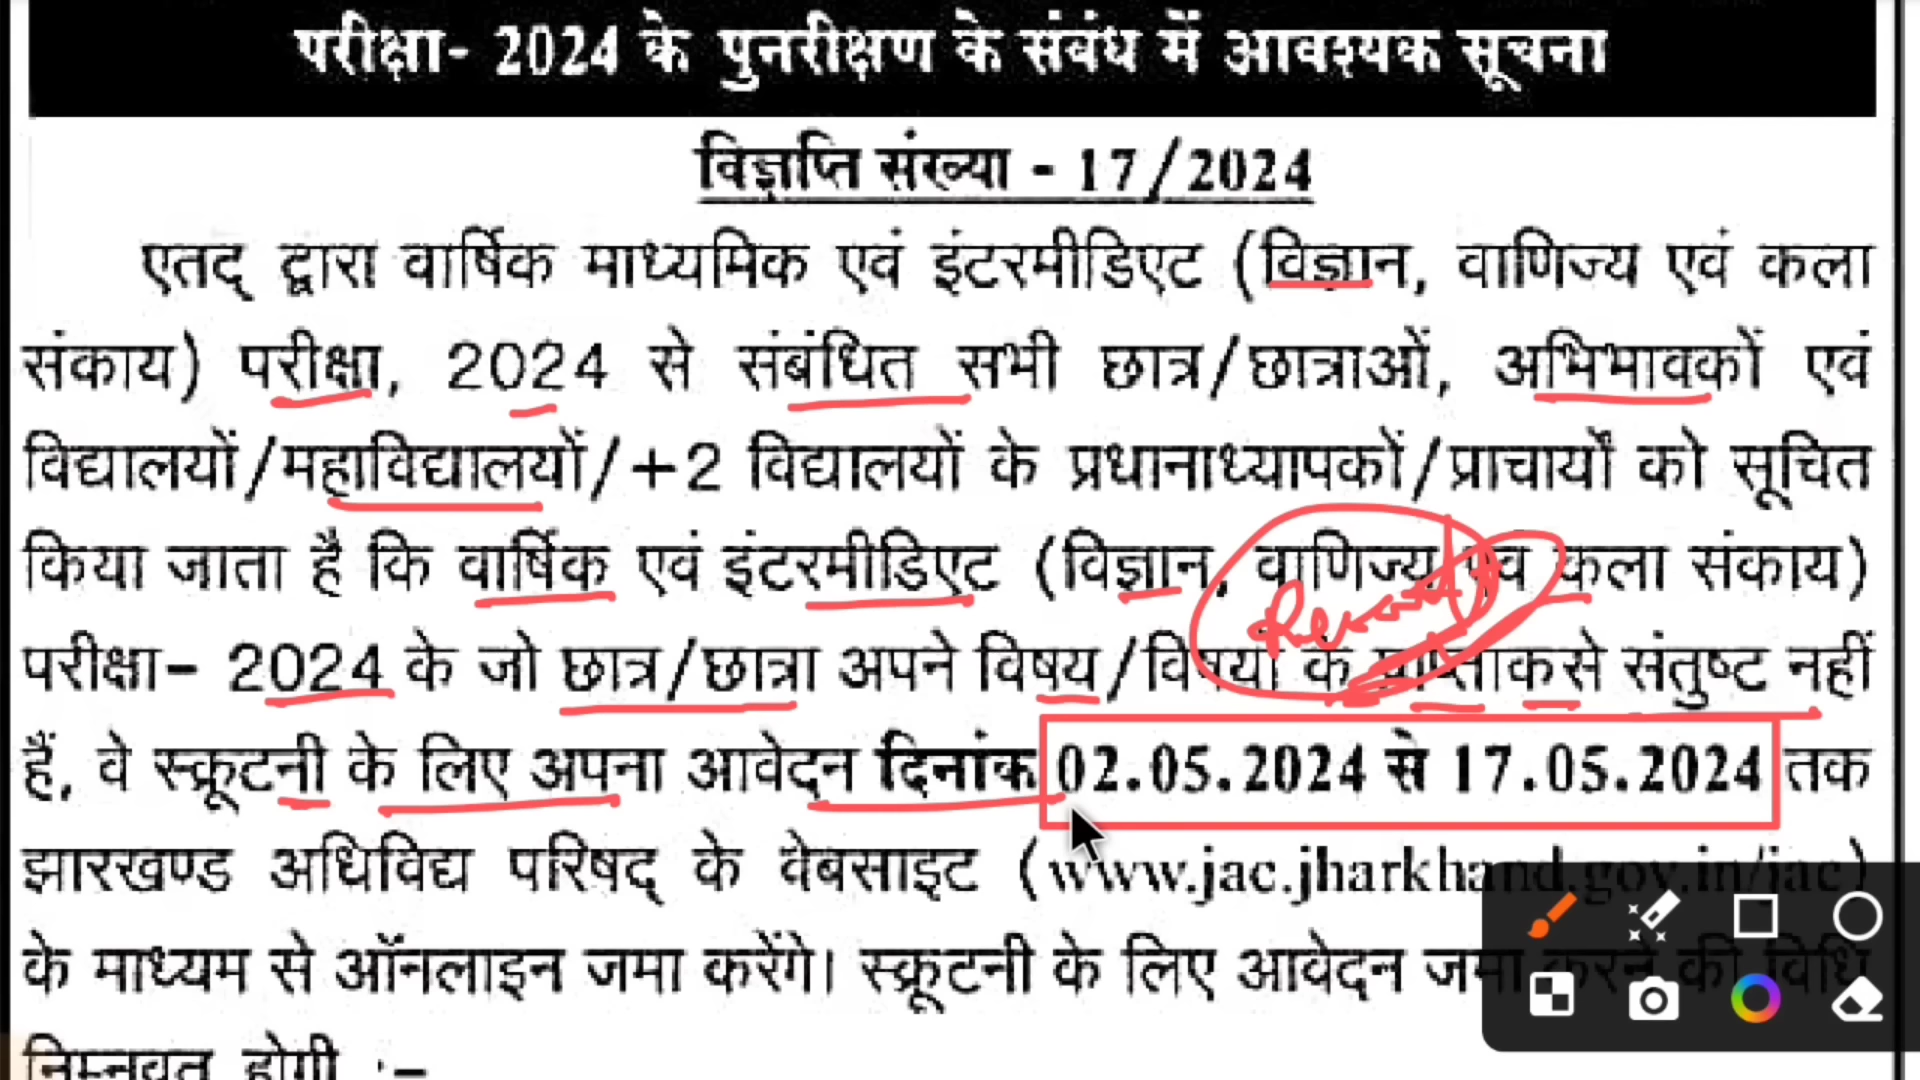 परीक्षा- 2024 के पुनरीक्षण के संबंध में आवश्यक सूचना
विज्ञप्ति संख्या - 17/2024
एतद् द्वारा वार्षिक माध्यमिक एवं इंटरमीडिएट (विज्ञान, वाणिज्य एवं कला
संकाय) परीक्षा, 2024 से संबंधित सभी छात्र/छात्राओं, अभिभावकों एवं
विद्यालयों/महाविद्यालयों/+2 विद्यालयों के प्रधानाध्यापकों/प्राचार्यों को सूचित
किया जाता है कि वार्षिक एवं इंटरमीडिएट (विज्ञान, वाणिज्य एवं कला संकाय)
परीक्षा- 2024 के जो छात्र/छात्रा अपने विषय/विषयों के प्राप्तांकसे संतुष्ट नहीं
हैं, वे स्क्रूटनी के लिए अपना आवेदन दिनांक 02.05.2024 से 17.05.2024 तक
झारखण्ड अधिविद्य परिषद् के वेबसाइट (www.jac.jharkhand.gov.in/jac)
के माध्यम से ऑनलाइन जमा करेंगे। स्क्रूटनी के लिए आवेदन जमा करने की विधि
निम्नवत होगी :-